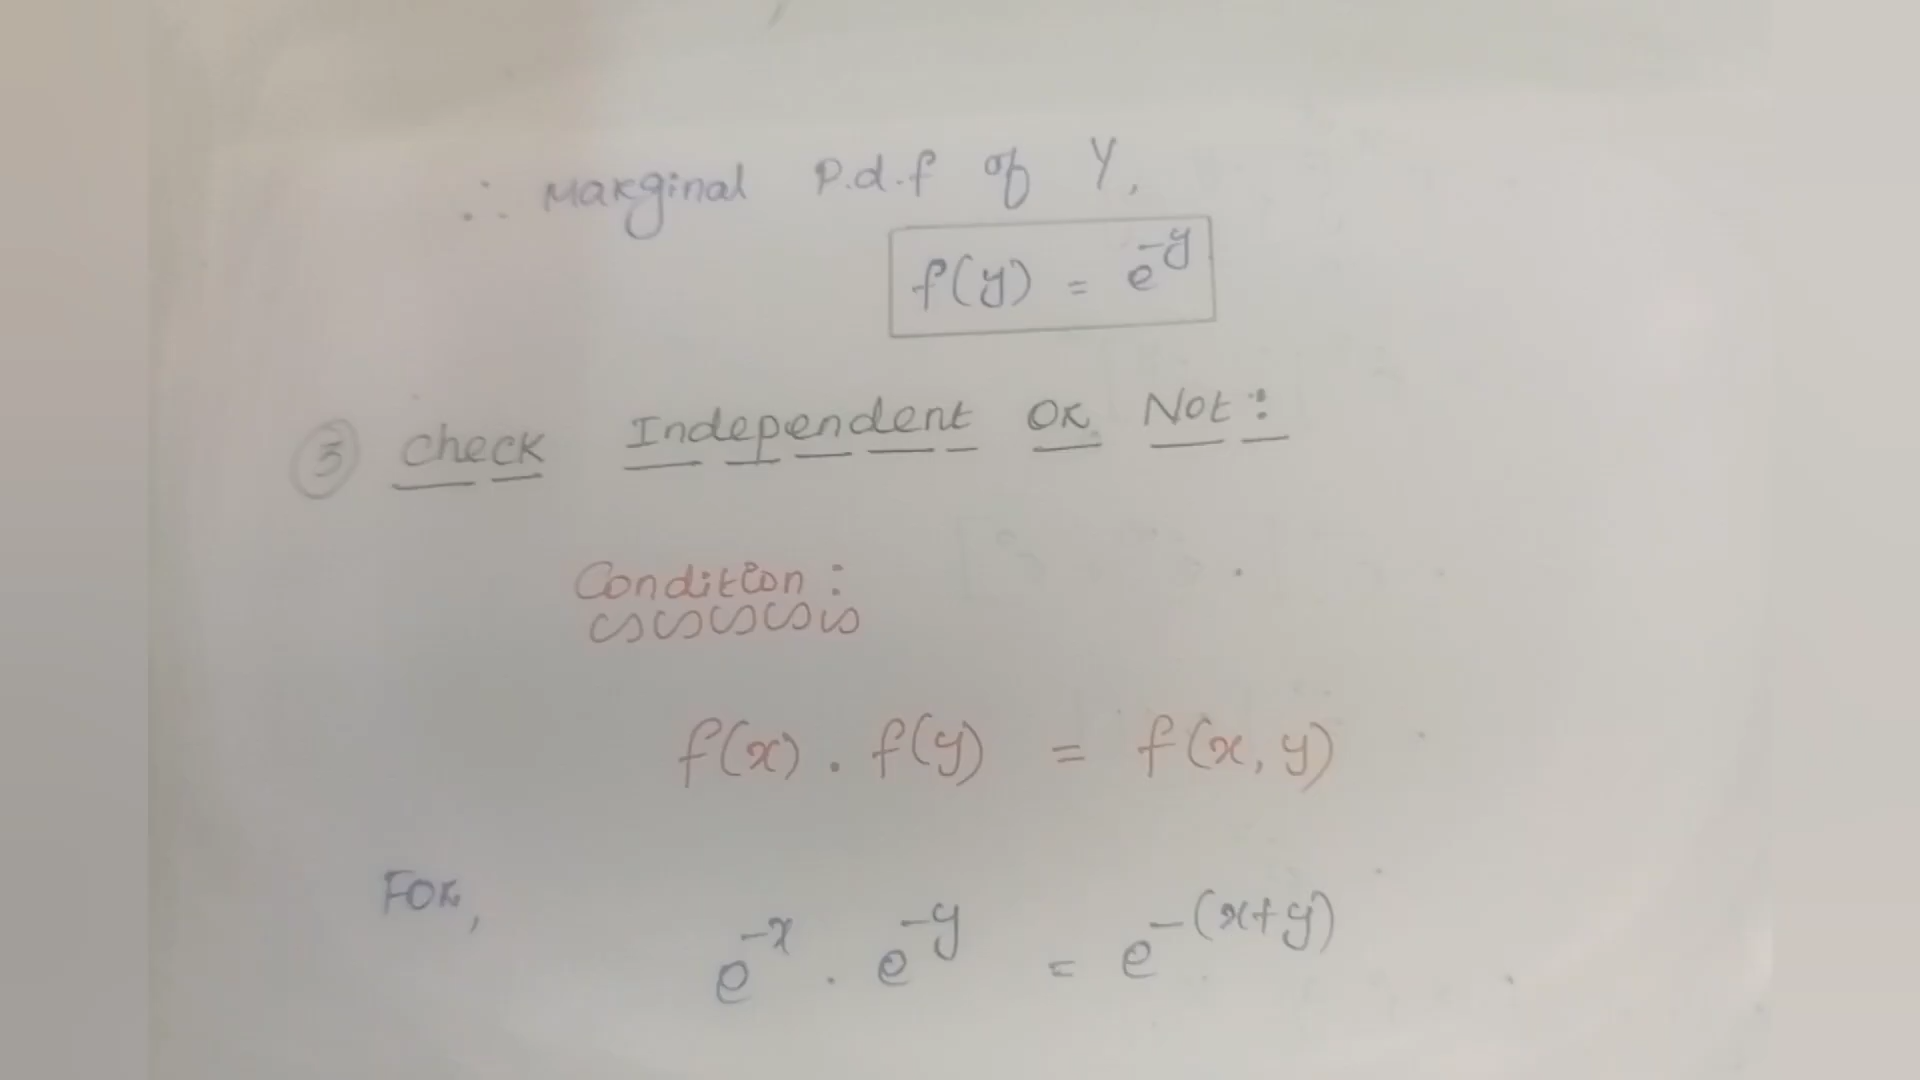 ∴ Marginal P.d.f of Y,
f(y) = e^-y
③ Check Independent OR Not:
Condition:
f(x) . f(y) = f(x, y)
For,
e^-x . e^-y = e^-(x+y)